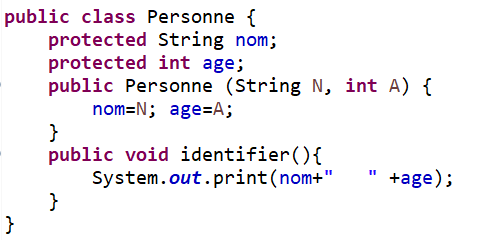 public class Personne {
    protected String nom;
    protected int age;
    public Personne (String N, int A) {
        nom=N; age=A;
    }
    public void identifier(){
        System.out.print(nom+"   " +age);
    }
}